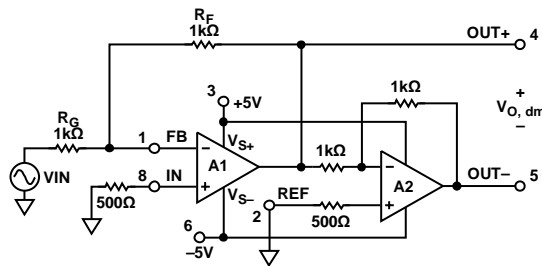 RF
1kΩ
OUT+
4
3
+5V
1kΩ
+
VO, dm
−
RG
1kΩ
1
FB
VS+
−
A1
1kΩ
−
A2
OUT−
5
VIN
8
IN
+
VS−
REF
+
500Ω
2
500Ω
6
−5V